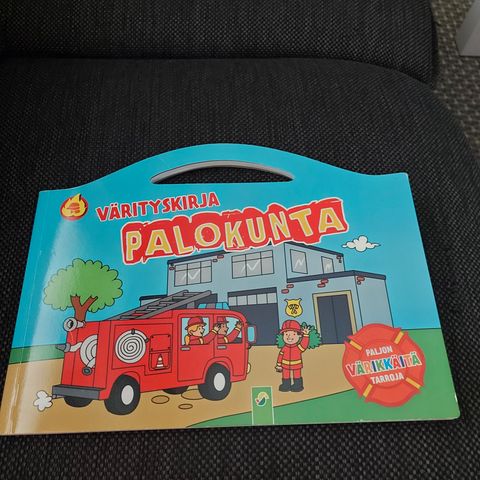 VÄRITYSKIRJA
PALOKUNTA
PALJON
VÄRIKKÄITÄ
TARROJA